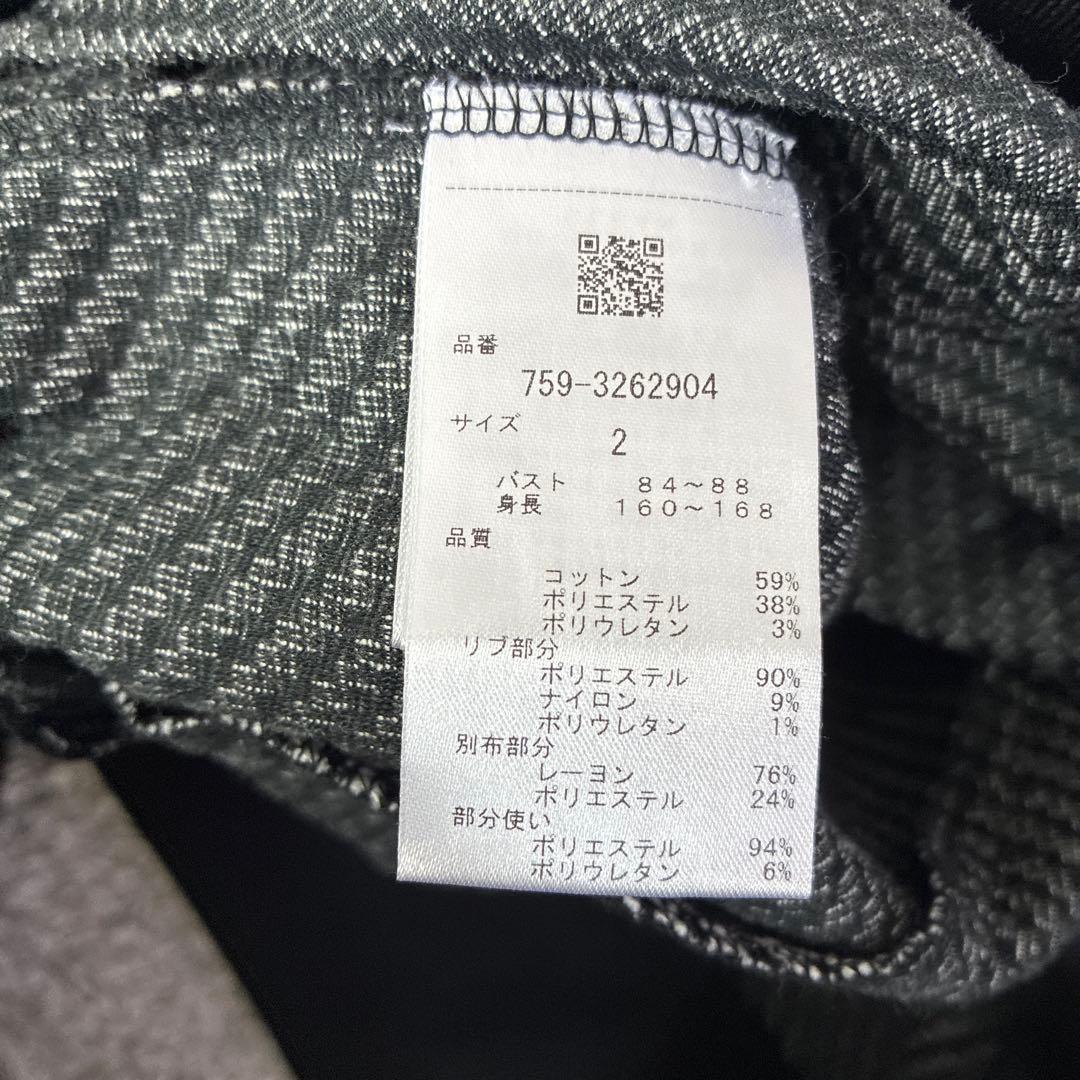 品番
759-3262904
サイズ
2
バスト 84～88
身長 160～168
品質
コットン 59%
ポリエステル 38%
ポリウレタン 3%
リブ部分
ポリエステル 90%
ナイロン 9%
ポリウレタン 1%
別布部分
レーヨン 76%
ポリエステル 24%
部分使い
ポリエステル 94%
ポリウレタン 6%